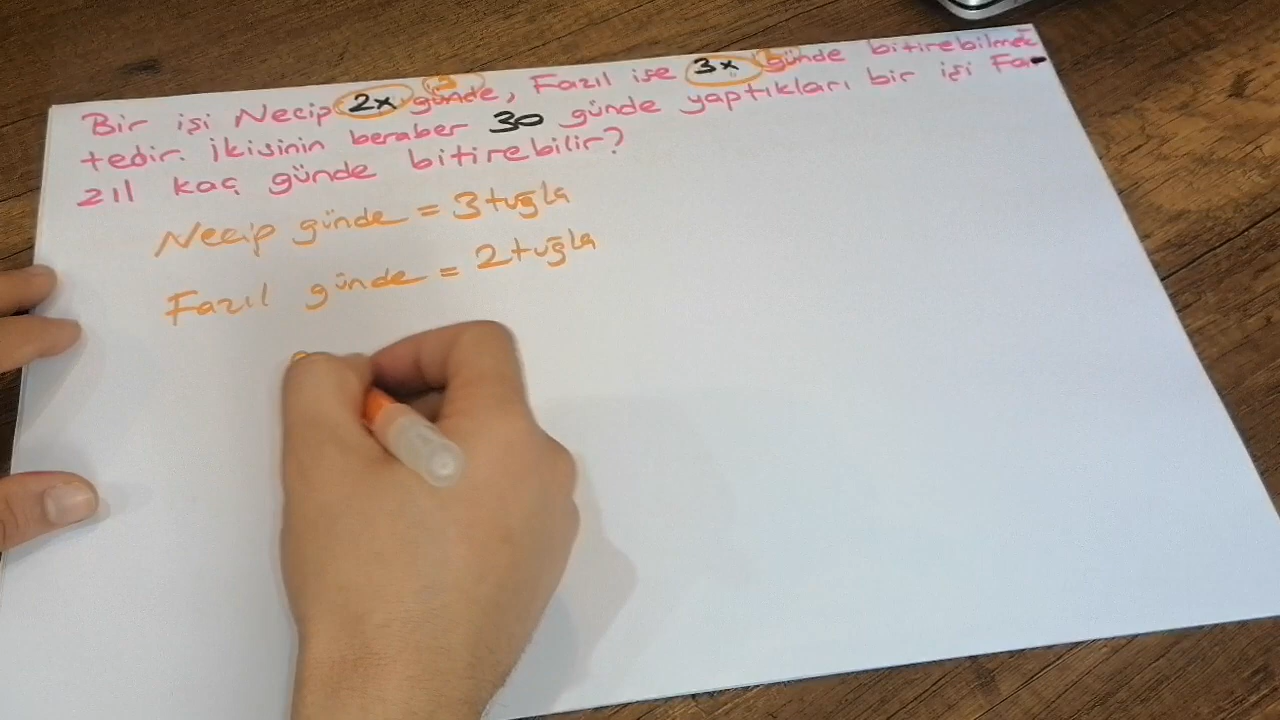 Bir işi Necip 2x günde, Fazıl ise 3x günde bitirebilmek
tedir. İkisinin beraber 30 günde yaptıkları bir işi Fa-
zıl kaç günde bitirebilir?
Necip günde = 3 tuğla
Fazıl günde = 2 tuğla